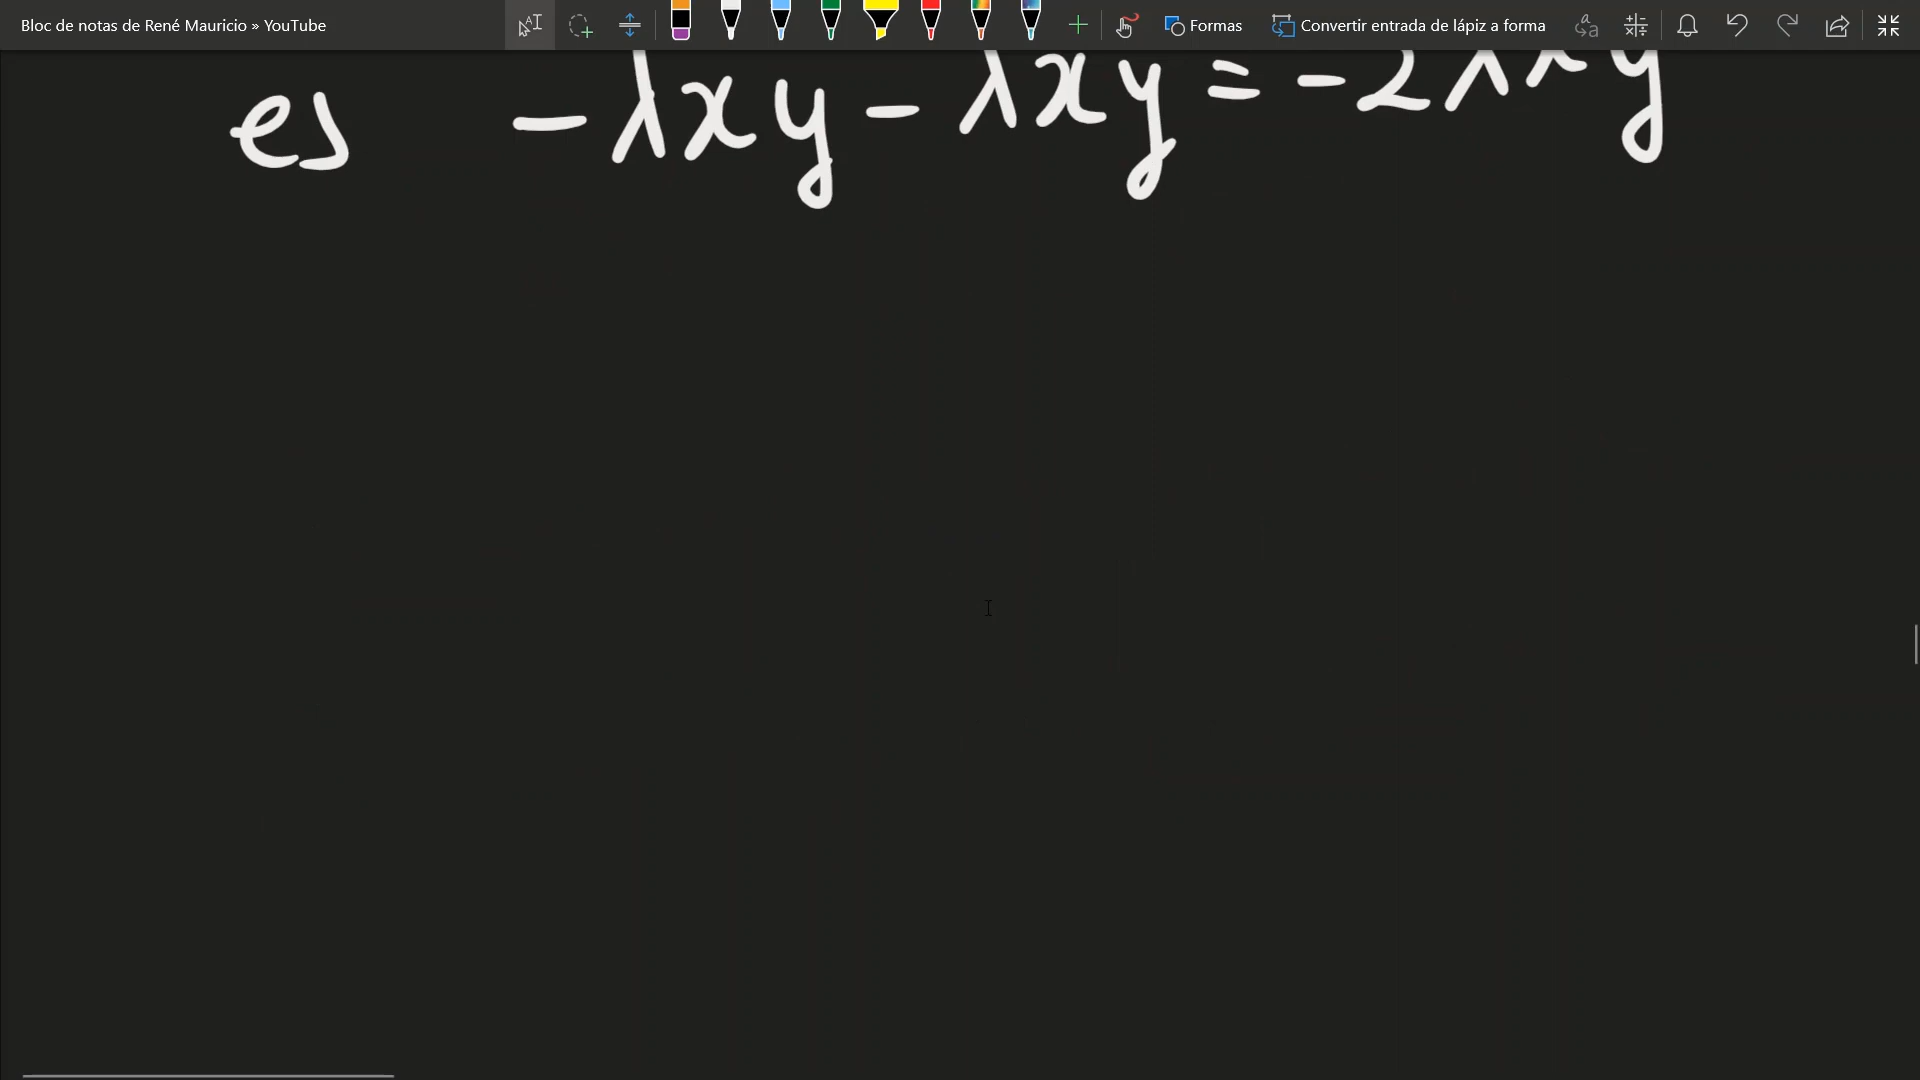 Bloc de notas de René Mauricio » YouTube
Formas
Convertir entrada de lápiz a forma
es -λxy - λxy = -2λxy